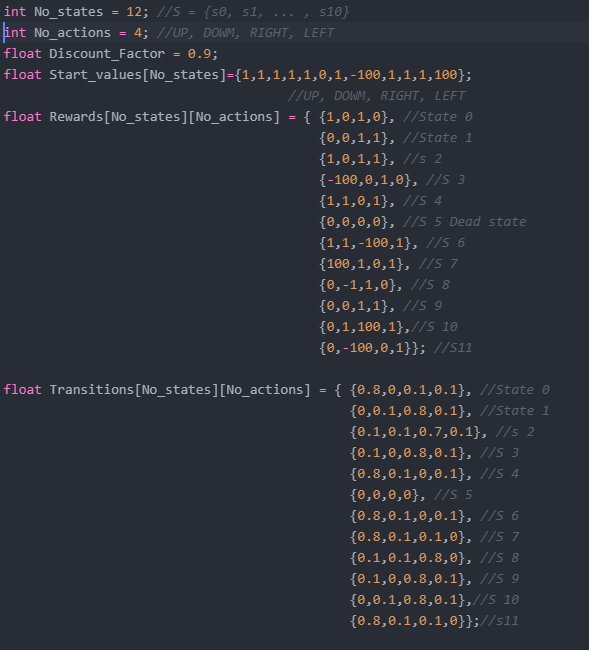 int No_states = 12; //S = {s0, s1, ... , s10}
int No_actions = 4; //UP, DOWM, RIGHT, LEFT
float Discount_Factor = 0.9;
float Start_values[No_states]={1,1,1,1,1,0,1,-100,1,1,1,100};
//UP, DOWM, RIGHT, LEFT
float Rewards[No_states][No_actions] = { {1,0,1,0}, //State 0
{0,0,1,1}, //State 1
{1,0,1,1}, //s 2
{-100,0,1,0}, //S 3
{1,1,0,1}, //S 4
{0,0,0,0}, //S 5 Dead state
{1,1,-100,1}, //S 6
{100,1,0,1}, //S 7
{0,-1,1,0}, //S 8
{0,0,1,1}, //S 9
{0,1,100,1},//S 10
{0,-100,0,1}}; //S11
float Transitions[No_states][No_actions] = { {0.8,0,0.1,0.1}, //State 0
{0,0.1,0.8,0.1}, //State 1
{0.1,0.1,0.7,0.1}, //s 2
{0.1,0,0.8,0.1}, //S 3
{0.8,0.1,0,0.1}, //S 4
{0,0,0,0}, //S 5
{0.8,0.1,0,0.1}, //S 6
{0.8,0.1,0.1,0}, //S 7
{0.1,0.1,0.8,0}, //S 8
{0.1,0,0.8,0.1}, //S 9
{0,0.1,0.8,0.1},//S 10
{0.8,0.1,0.1,0}};//s11